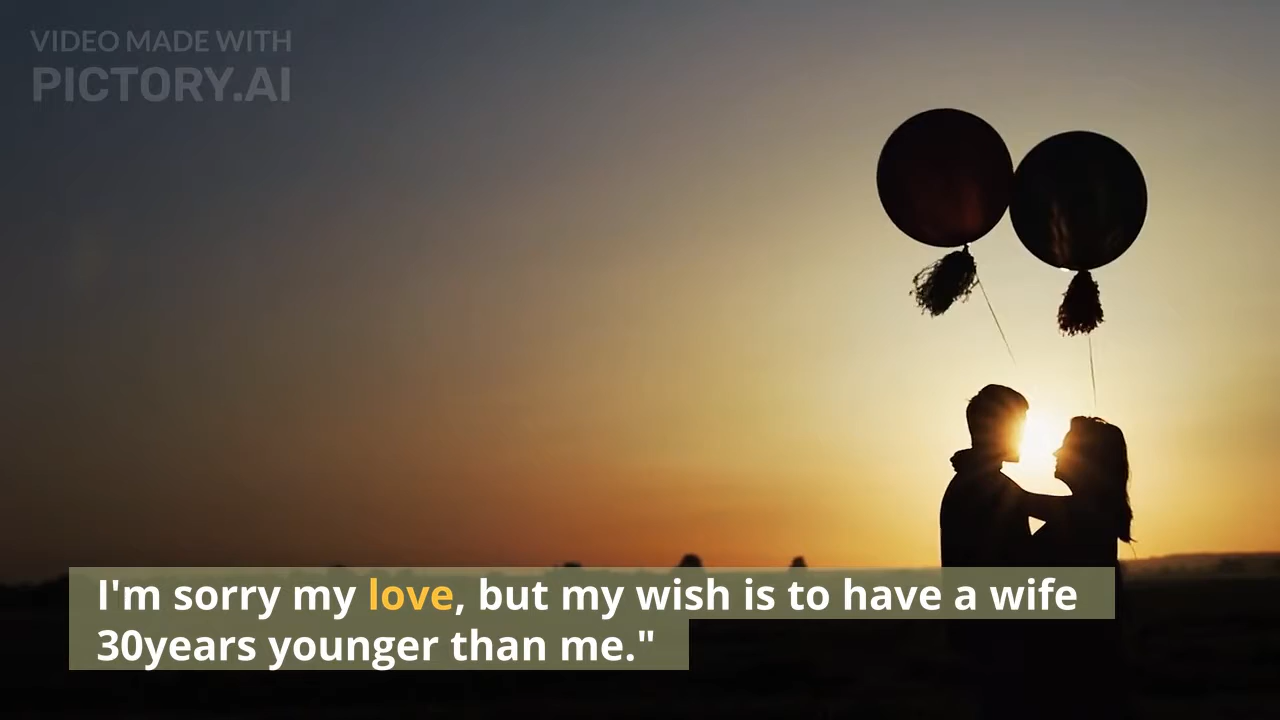 VIDEO MADE WITH
PICTORY.AI
I'm sorry my love, but my wish is to have a wife
30years younger than me."